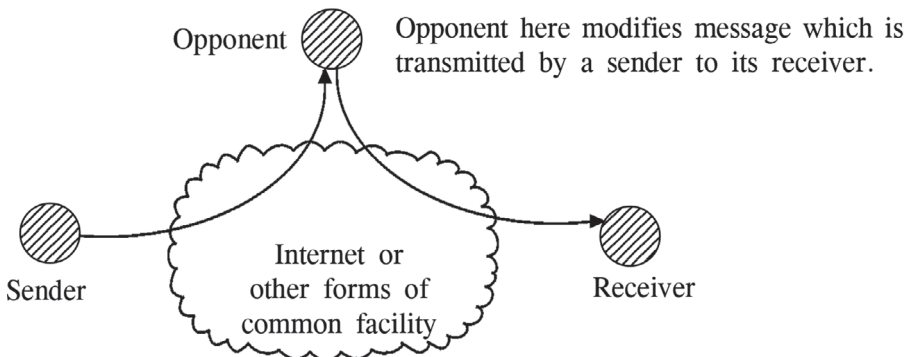 Opponent
Opponent here modifies message which is
transmitted by a sender to its receiver.
Internet or
other forms of
common facility
Sender
Receiver